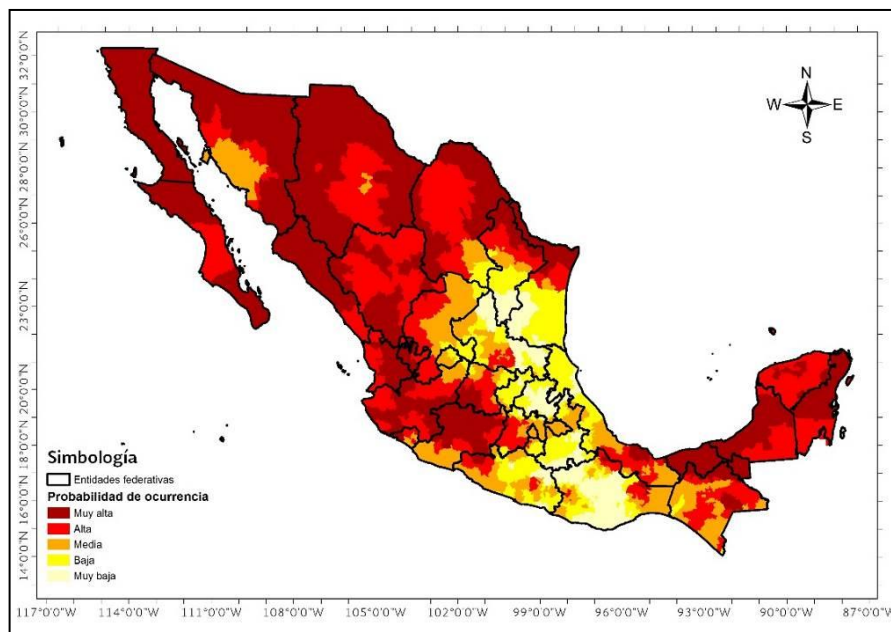 32°0'0"N
30°0'0"N
28°0'0"N
26°0'0"N
23°0'0"N
20°0'0"N
18°0'0"N
16°0'0"N
14°0'0"N
N
W
E
S
Simbología
Entidades federativas
Probabilidad de ocurrencia
Muy alta
Alta
Media
Baja
Muy baja
117°0'0"W
111°0'0"W
108°0'0"W
105°0'0"W
102°0'0"W
99°0'0"W
96°0'0"W
93°0'0"W
90°0'0"W
87°0'0"W